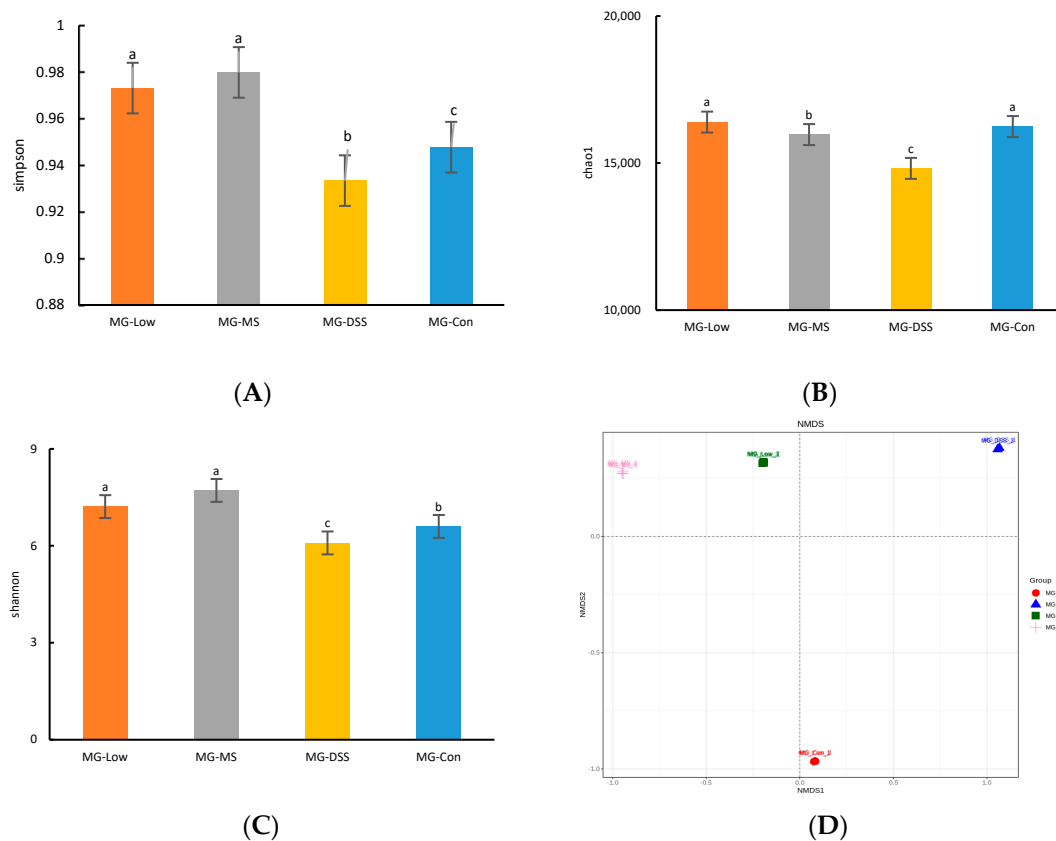 1
0.98
0.96
0.94
0.92
0.9
0.88
simpson
a
a
b
c
MG-Low
MG-MS
MG-DSS
MG-Con
(A)
20,000
15,000
10,000
chao1
a
b
c
a
MG-Low
MG-MS
MG-DSS
MG-Con
(B)
9
6
3
0
shannon
a
a
c
b
MG-Low
MG-MS
MG-DSS
MG-Con
(C)
NMDS
MG_Low_2
MG_Con_2
0.0
-0.5
-1.0
NMDS2
-1.0
-0.5
0.0
0.5
1.0
NMDS1
Group
MG
MG
MG
MG
(D)